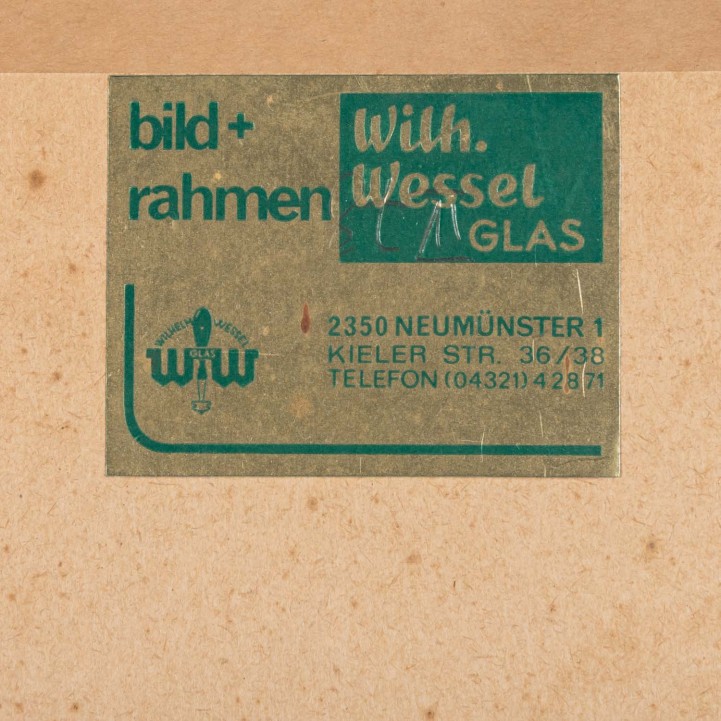 bild +
rahmen
Wilh.
Wessel
GLAS
WILHELM WESSEL
GLAS
WW
2350 NEUMÜNSTER 1
KIELER STR. 36/38
TELEFON (04321) 42871